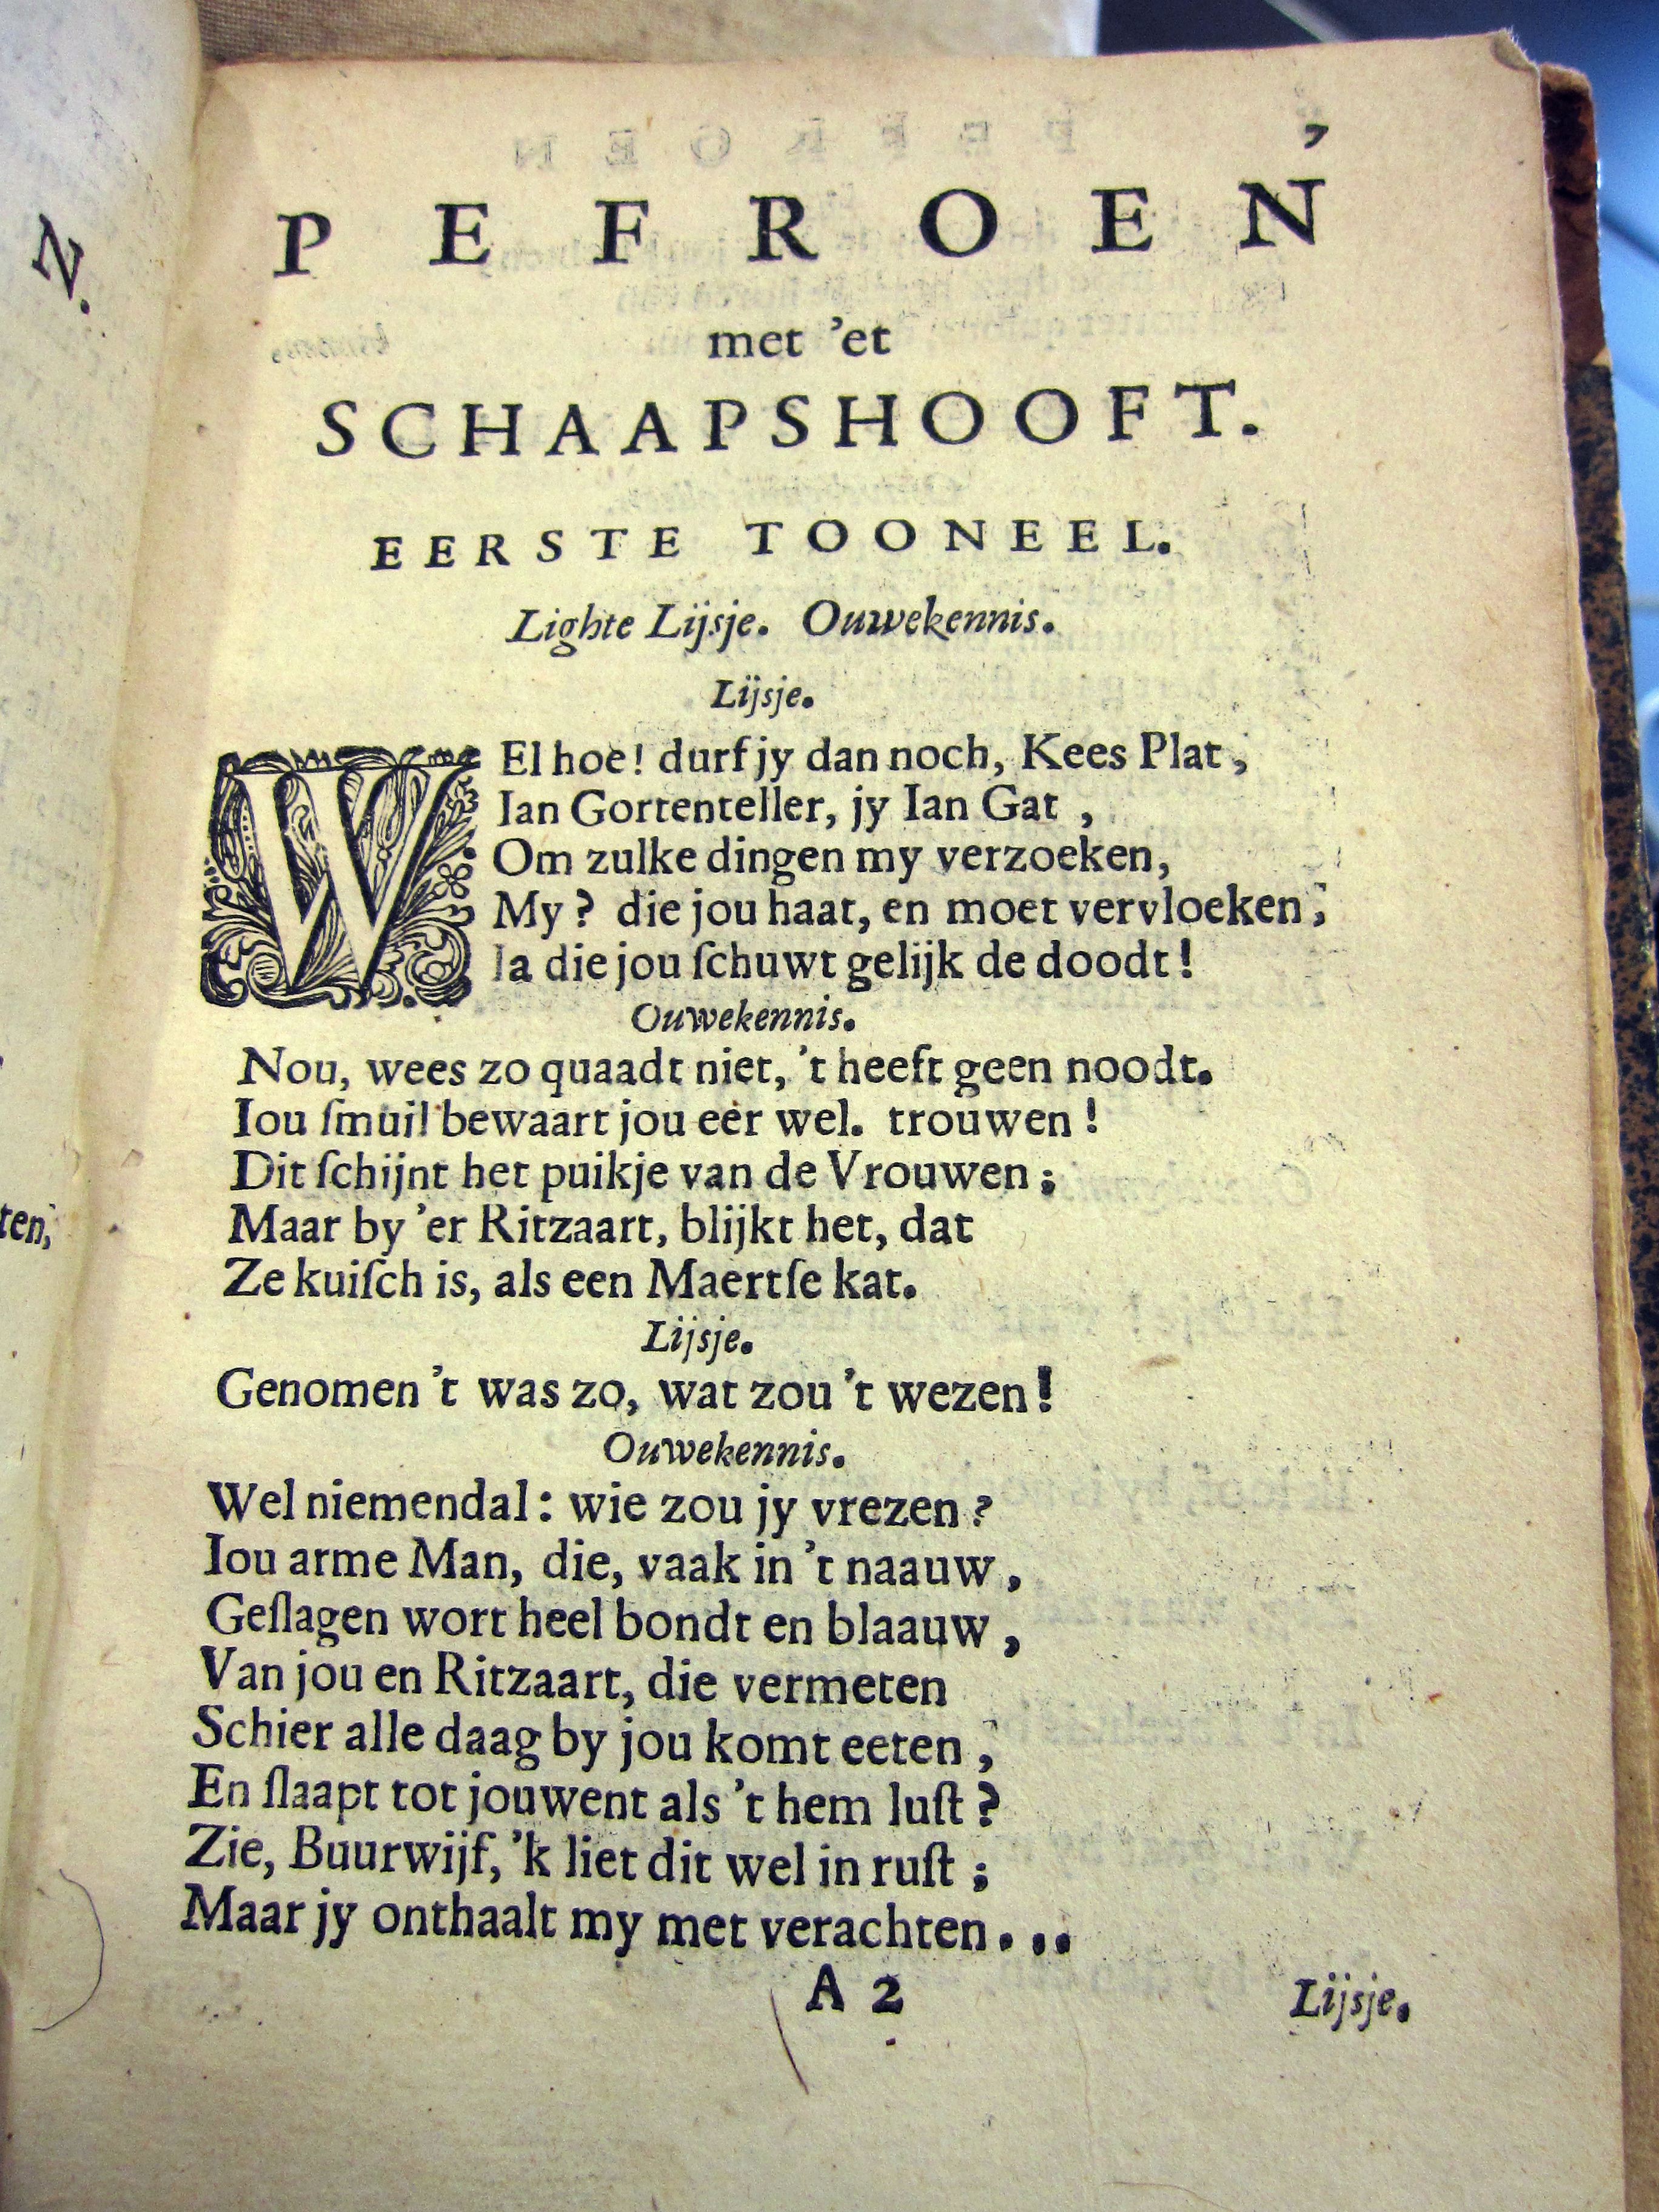 N.
ten,
7
PEFROEN
met 'et
SCHAAPSHOOFT.
EERSTE TOONEEL.
Lighte Lijsje. Ouwekennis.
Lijsje.
WEl hoe! durf jy dan noch, Kees Plat,
Ian Gortenteller, jy Ian Gat,
Om zulke dingen my verzoeken,
My? die jou haat, en moet vervloeken;
Ia die jou ſchuwt gelijk de doodt!
Ouwekennis.
Nou, wees zo quaadt niet, 't heeft geen noodt.
Iou ſmuil bewaart jou eer wel. trouwen!
Dit ſchijnt het puikje van de Vrouwen;
Maar by 'er Ritzaart, blijkt het, dat
Ze kuiſch is, als een Maertſe kat.
Lijsje.
Genomen 't was zo, wat zou 't wezen!
Ouwekennis.
Wel niemendal: wie zou jy vrezen?
Iou arme Man, die, vaak in 't naauw,
Geſlagen wort heel bondt en blaauw,
Van jou en Ritzaart, die vermeten
Schier alle daag by jou komt eeten,
En ſlaapt tot jouwent als 't hem luſt?
Zie, Buurwijf, 'k liet dit wel in ruſt;
Maar jy onthaalt my met verachten...
A 2
Lijsje.